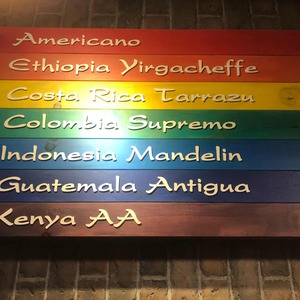 Americano
Ethiopia Yirgacheffe
Costa Rica Tarrazu
Colombia Supremo
Indonesia Mandelin
Guatemala Antigua
Kenya AA